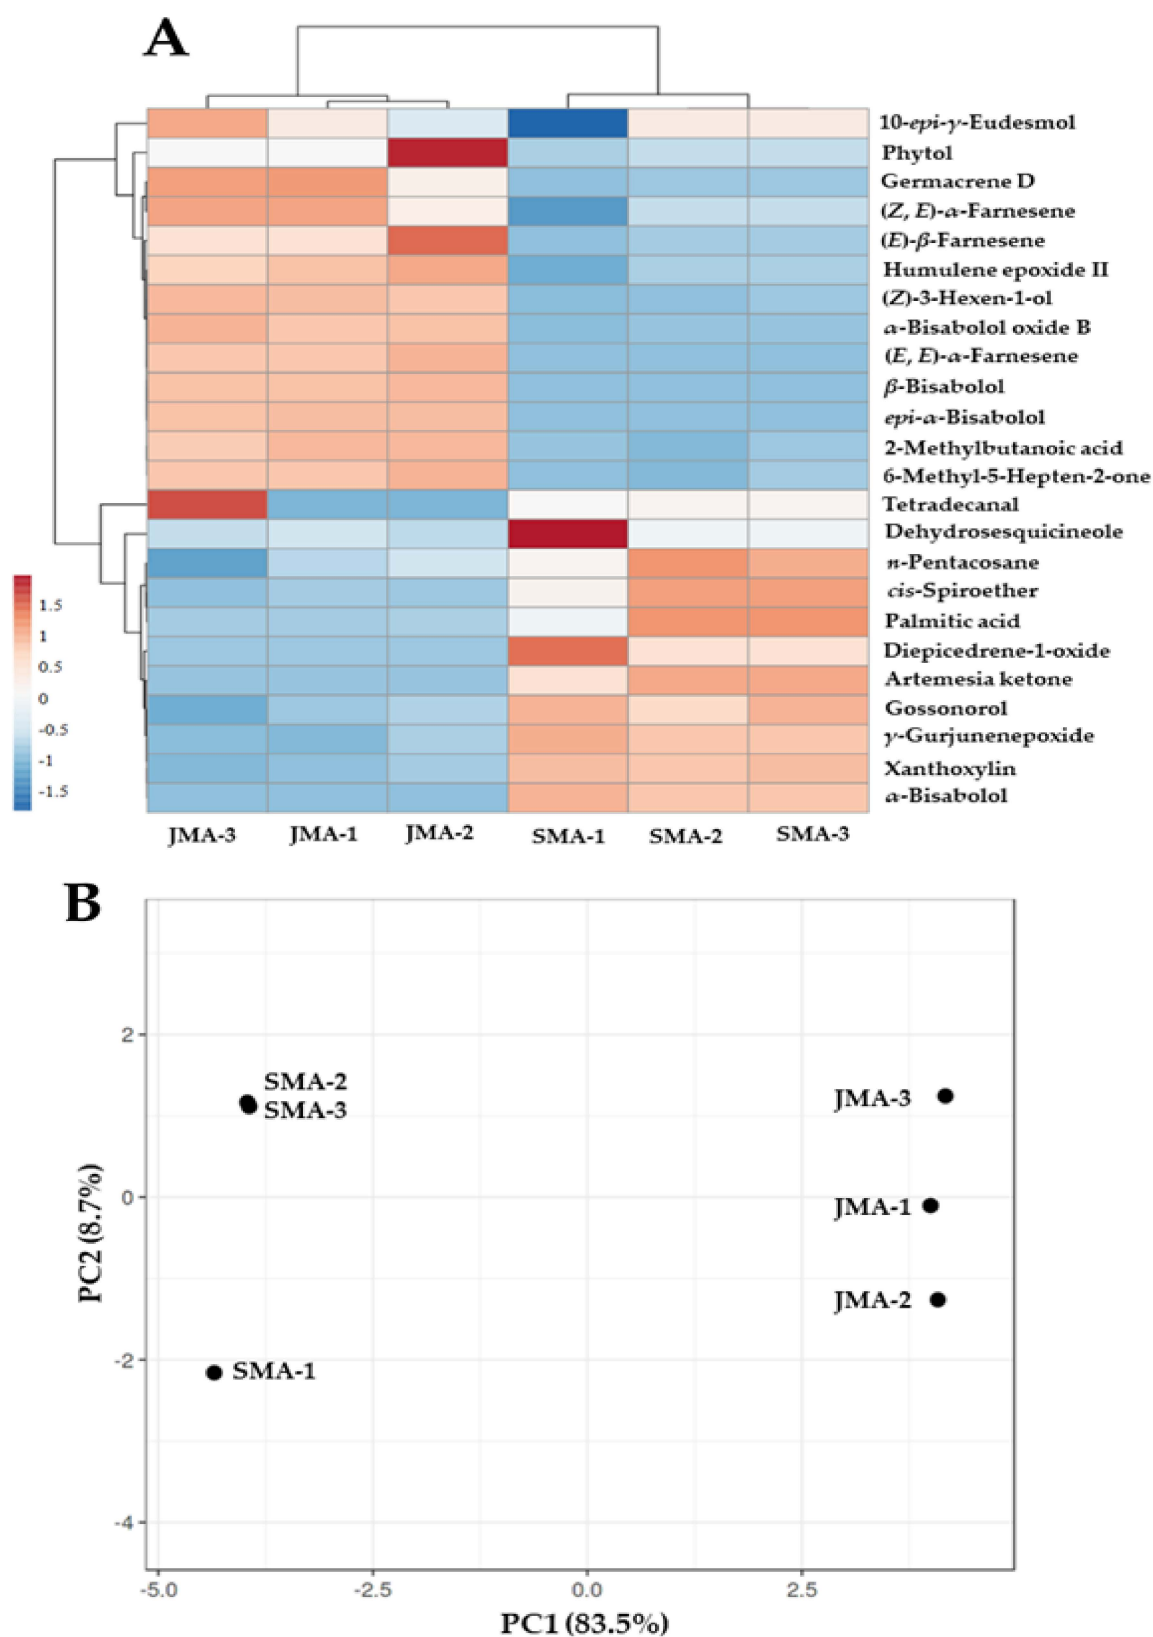 A
10-epi-γ-Eudesmol
Phytol
Germacrene D
(Z, E)-α-Farnesene
(E)-β-Farnesene
Humulene epoxide II
(Z)-3-Hexen-1-ol
α-Bisabolol oxide B
(E, E)-α-Farnesene
β-Bisabolol
epi-α-Bisabolol
2-Methylbutanoic acid
6-Methyl-5-Hepten-2-one
Tetradecanal
Dehydrosesquicineole
n-Pentacosane
cis-Spiroether
Palmitic acid
Diepicedrene-1-oxide
Artemesia ketone
Gossonorol
γ-Gurjunenepoxide
Xanthoxylin
α-Bisabolol
1.5
1
0.5
0
-0.5
-1
-1.5
JMA-3 JMA-1 JMA-2 SMA-1 SMA-2 SMA-3
B
2
0
-2
-4
PC2 (8.7%)
SMA-2
SMA-3
SMA-1
JMA-3
JMA-1
JMA-2
-5.0 -2.5 0.0 2.5
PC1 (83.5%)